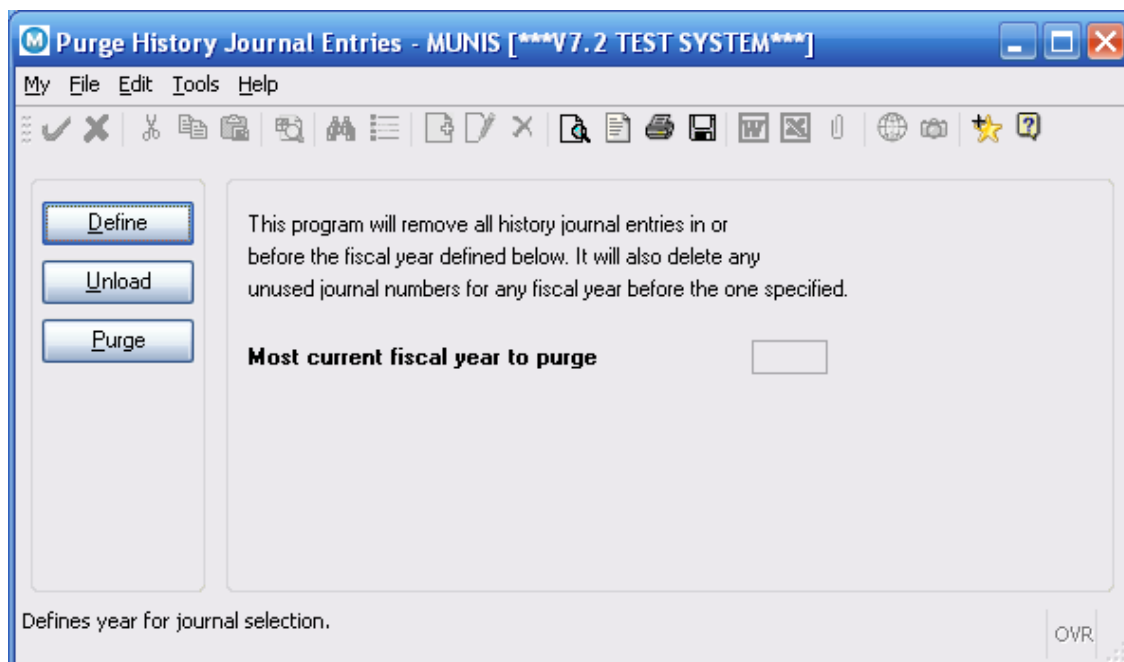 M Purge History Journal Entries - MUNIS [***V7.2 TEST SYSTEM***]
My File Edit Tools Help
Define
Unload
Purge
This program will remove all history journal entries in or
before the fiscal year defined below. It will also delete any
unused journal numbers for any fiscal year before the one specified.
Most current fiscal year to purge
Defines year for journal selection.
OVR